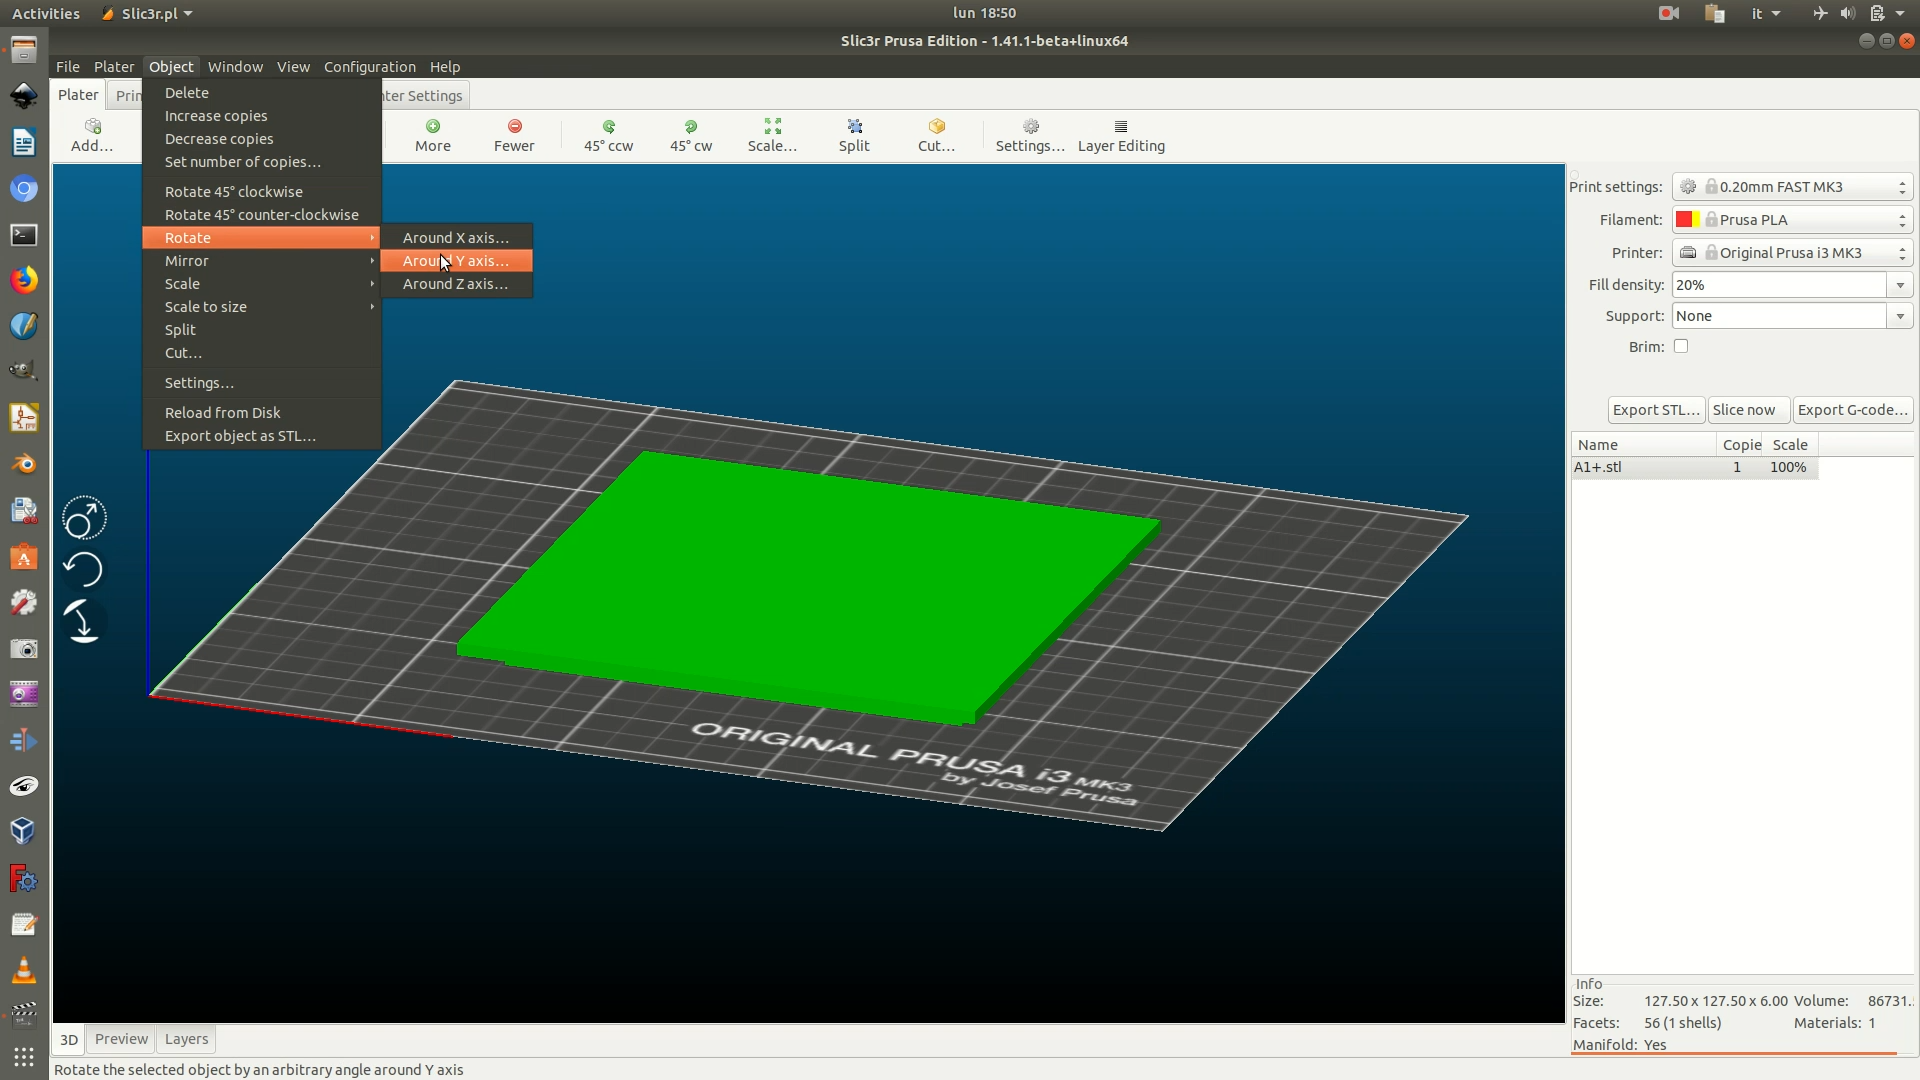 Activities
Slic3r.pl
lun 18:50
it
Slic3r Prusa Edition - 1.41.1-beta+linux64
File Plater Object Window View Configuration Help
Plater
Settings
Delete
Increase copies
Decrease copies
Set number of copies…
Rotate 45° clockwise
Rotate 45° counter-clockwise
Rotate
Mirror
Scale
Scale to size
Split
Cut…
Settings…
Reload from Disk
Export object as STL…
Around X axis…
Around Y axis…
Around Z axis…
Add…
More
Fewer
45° ccw
45° cw
Scale…
Split
Cut…
Settings…
Layer Editing
Print settings: 0.20mm FAST MK3
Filament: Prusa PLA
Printer: Original Prusa i3 MK3
Fill density: 20%
Support: None
Brim:
Export STL… Slice now Export G-code…
Name Copie Scale
A1+.stl 1 100%
ORIGINAL PRUSA i3 MK3
by Josef Prusa
Info
Size: 127.50 x 127.50 x 6.00 Volume: 86731.
Facets: 56 (1 shells) Materials: 1
Manifold: Yes
3D Preview Layers
Rotate the selected object by an arbitrary angle around Y axis